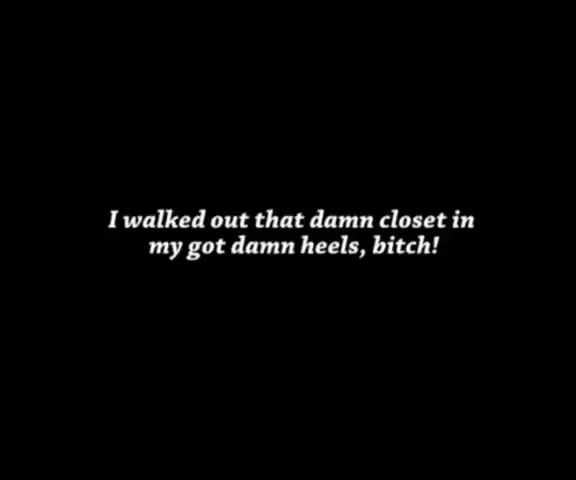 I walked out that damn closet in
my got damn heels, bitch!